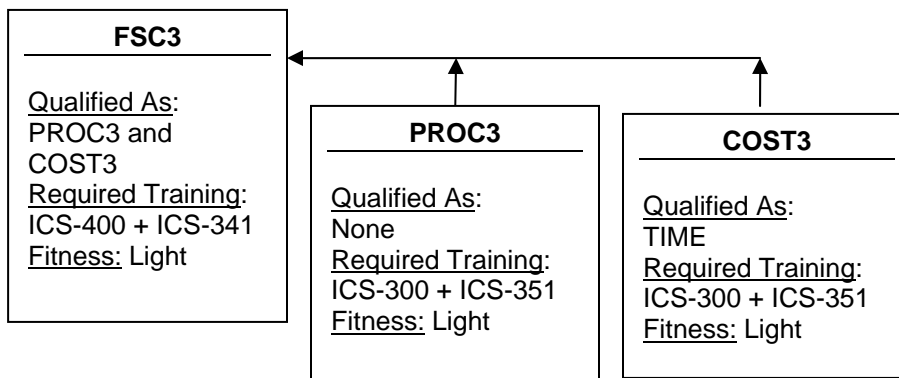 FSC3
Qualified As:
PROC3 and
COST3
Required Training:
ICS-400 + ICS-341
Fitness: Light
PROC3
Qualified As:
None
Required Training:
ICS-300 + ICS-351
Fitness: Light
COST3
Qualified As:
TIME
Required Training:
ICS-300 + ICS-351
Fitness: Light